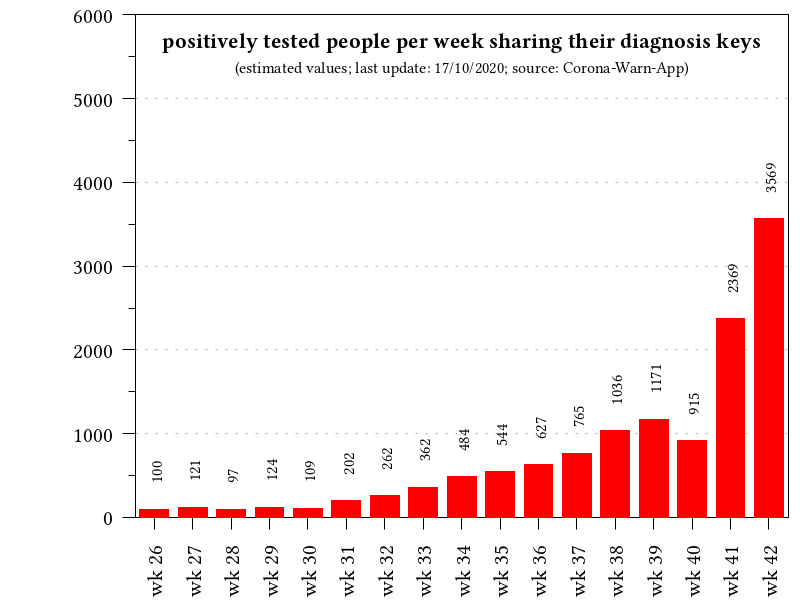 positively tested people per week sharing their diagnosis keys
(estimated values; last update: 17/10/2020; source: Corona-Warn-App)
6000
5000
4000
3000
2000
1000
0
100
121
97
124
109
202
262
362
484
544
627
765
1036
1171
915
2369
3569
wk 26
wk 27
wk 28
wk 29
wk 30
wk 31
wk 32
wk 33
wk 34
wk 35
wk 36
wk 37
wk 38
wk 39
wk 40
wk 41
wk 42